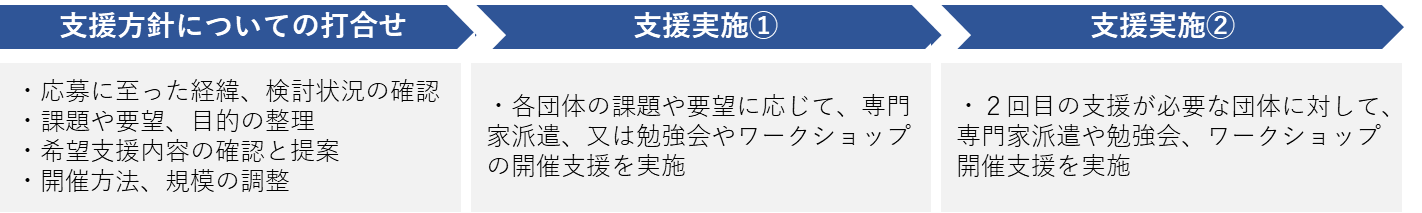 支援方針についての打合せ
・応募に至った経緯、検討状況の確認
・課題や要望、目的の整理
・希望支援内容の確認と提案
・開催方法、規模の調整
支援実施①
・各団体の課題や要望に応じて、専門
家派遣、又は勉強会やワークショップ
の開催支援を実施
支援実施②
・２回目の支援が必要な団体に対して、
専門家派遣や勉強会、ワークショップ
開催支援を実施